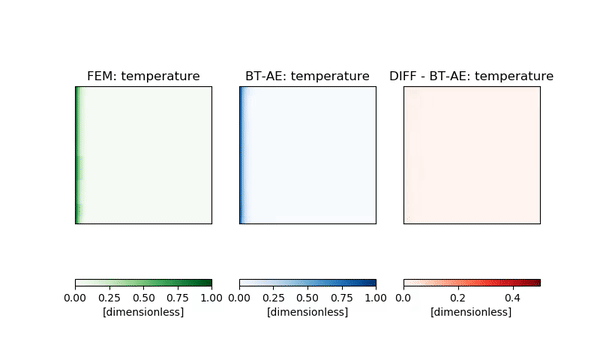 FEM: temperature BT-AE: temperature DIFF - BT-AE: temperature
0.00 0.25 0.50 0.75 1.00 0.00 0.25 0.50 0.75 1.00 0.0 0.2 0.4
[dimensionless] [dimensionless] [dimensionless]